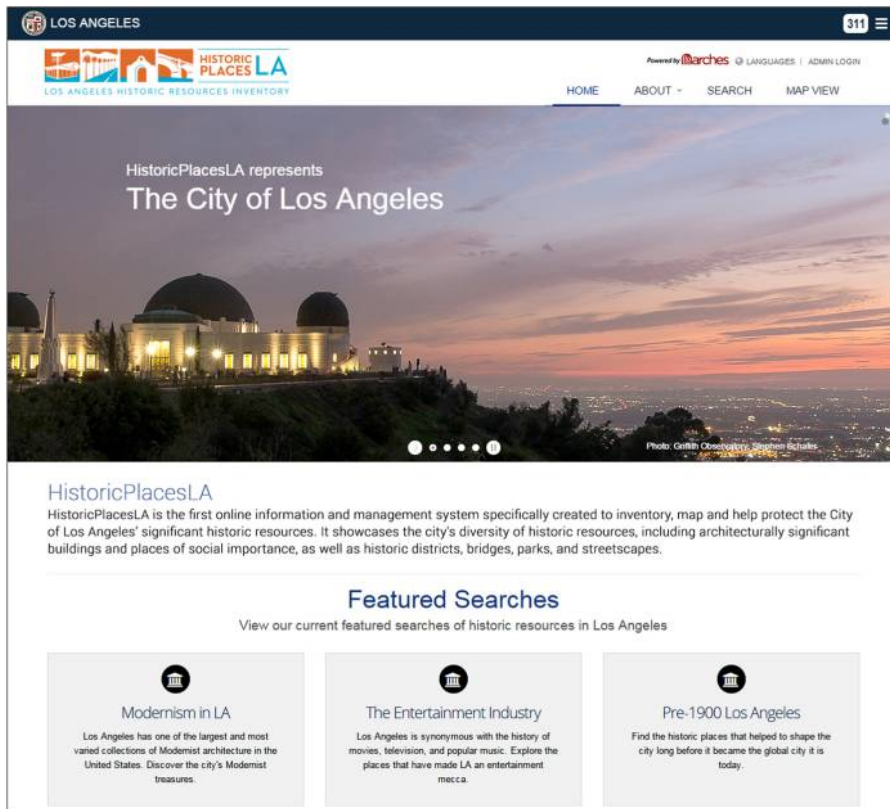 LOS ANGELES
311
HISTORIC
PLACES LA
LOS ANGELES HISTORIC RESOURCES INVENTORY
Powered by arches LANGUAGES | ADMIN LOGIN
HOME ABOUT SEARCH MAP VIEW
HistoricPlacesLA represents
The City of Los Angeles
Photo: Griffith Observatory, Stephen Schafer
HistoricPlacesLA
HistoricPlacesLA is the first online information and management system specifically created to inventory, map and help protect the City
of Los Angeles' significant historic resources. It showcases the city's diversity of historic resources, including architecturally significant
buildings and places of social importance, as well as historic districts, bridges, parks, and streetscapes.
Featured Searches
View our current featured searches of historic resources in Los Angeles
Modernism in LA
Los Angeles has one of the largest and most
varied collections of Modernist architecture in the
United States. Discover the city's Modernist
treasures.
The Entertainment Industry
Los Angeles is synonymous with the history of
movies, television, and popular music. Explore the
places that have made LA an entertainment
mecca.
Pre-1900 Los Angeles
Find the historic places that helped to shape the
city long before it became the global city it is
today.